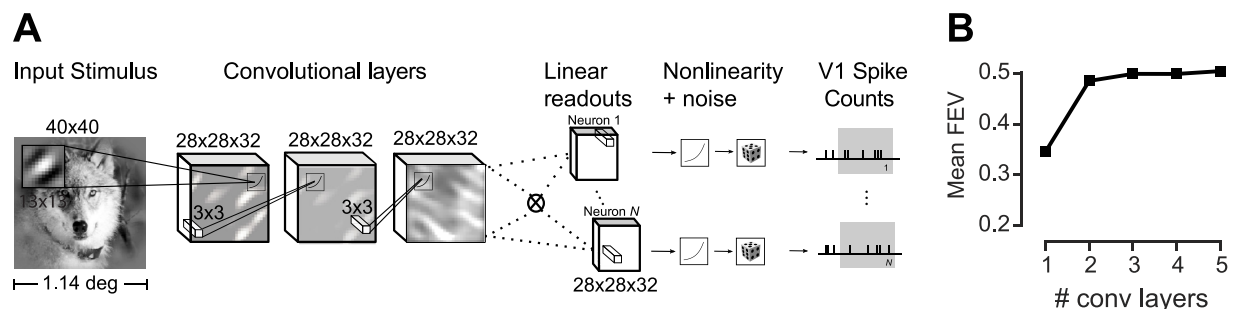 A
Input Stimulus
Convolutional layers
Linear
readouts
Nonlinearity
+ noise
V1 Spike
Counts
40x40
13x13
28x28x32
28x28x32
28x28x32
3x3
3x3
Neuron 1
Neuron N
28x28x32
1
N
1.14 deg
B
Mean FEV
0.5
0.4
0.3
0.2
1 2 3 4 5
# conv layers